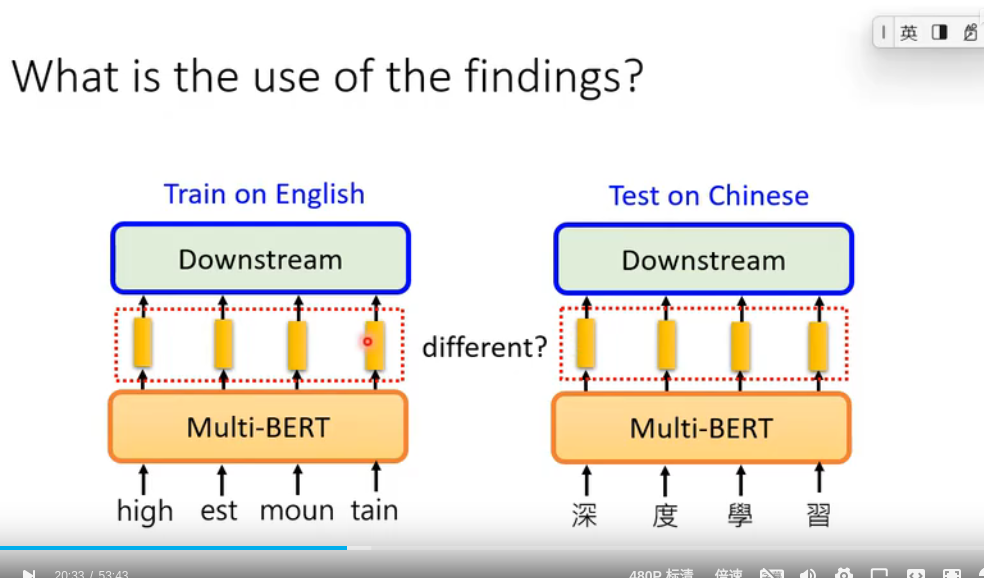 英
What is the use of the findings?
Train on English
Test on Chinese
Downstream
Downstream
different?
Multi-BERT
Multi-BERT
high est moun tain
深 度 學 習
20:33 / 53:43
480P 标清 倍速